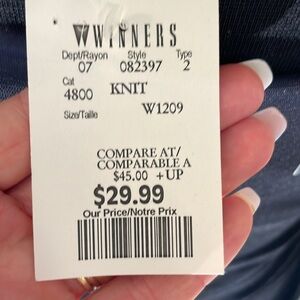 WINNERS
Dept/Rayon Style Type
07 082397 2
Cat
4800 KNIT
W1209
Size/Taille
COMPARE AT/
COMPARABLE A
$45.00 + UP
$29.99
Our Price/Notre Prix